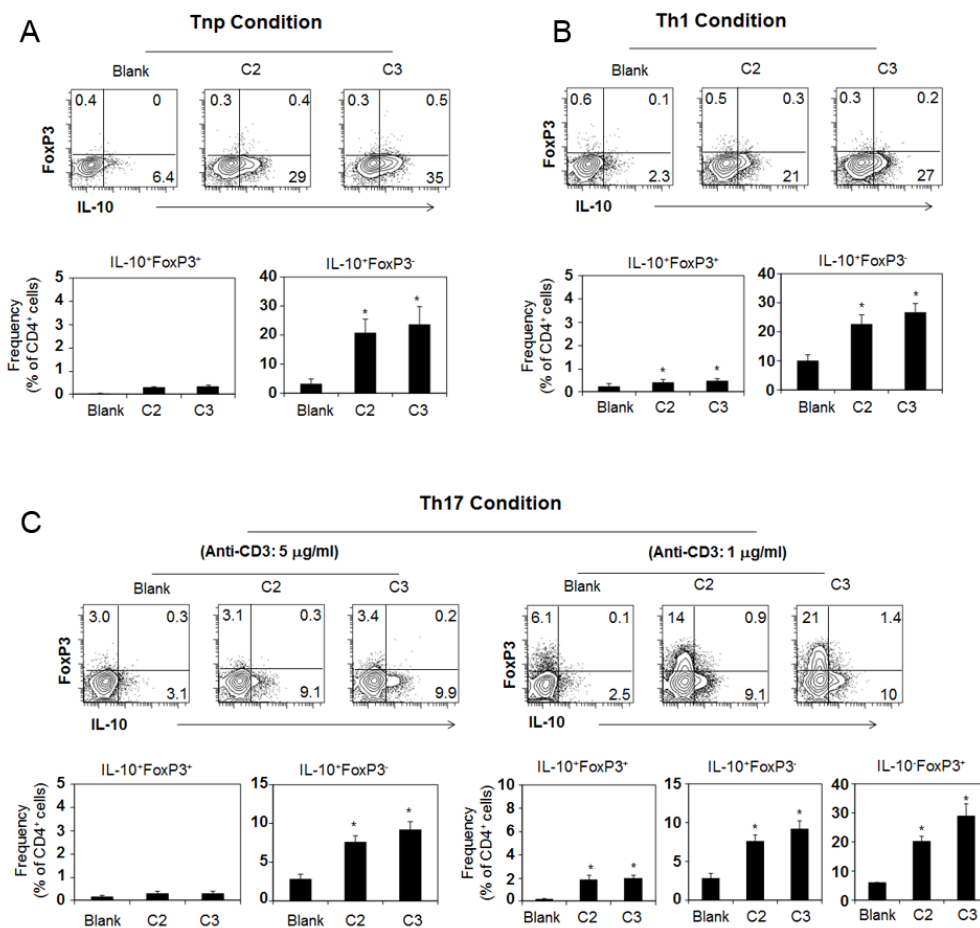 A
Tnp Condition
Blank C2 C3
0.4 0 0.3 0.4 0.3 0.5
FoxP3
6.4 29 35
IL-10
IL-10⁺FoxP3⁺ IL-10⁺FoxP3⁻
Frequency
(% of CD4⁺ cells)
5
4
3
2
1
0
Blank C2 C3
40
30
20
10
0
* *
Blank C2 C3
B
Th1 Condition
Blank C2 C3
0.6 0.1 0.5 0.3 0.3 0.2
FoxP3
2.3 21 27
IL-10
IL-10⁺FoxP3⁺ IL-10⁺FoxP3⁻
Frequency
(% of CD4⁺ cells)
5
4
3
2
1
0
* *
Blank C2 C3
40
30
20
10
0
* *
Blank C2 C3
C
Th17 Condition
(Anti-CD3: 5 µg/ml)
Blank C2 C3
3.0 0.3 3.1 0.3 3.4 0.2
FoxP3
3.1 9.1 9.9
IL-10
IL-10⁺FoxP3⁺ IL-10⁺FoxP3⁻
Frequency
(% of CD4⁺ cells)
5
4
3
2
1
0
Blank C2 C3
15
10
5
0
* *
Blank C2 C3
(Anti-CD3: 1 µg/ml)
Blank C2 C3
6.1 0.1 14 0.9 21 1.4
FoxP3
2.5 9.1 10
IL-10
IL-10⁺FoxP3⁺ IL-10⁺FoxP3⁻ IL-10⁻FoxP3⁺
Frequency
(% of CD4⁺ cells)
10
8
6
4
2
0
* *
Blank C2 C3
15
10
5
0
* *
Blank C2 C3
40
30
20
10
0
* *
Blank C2 C3